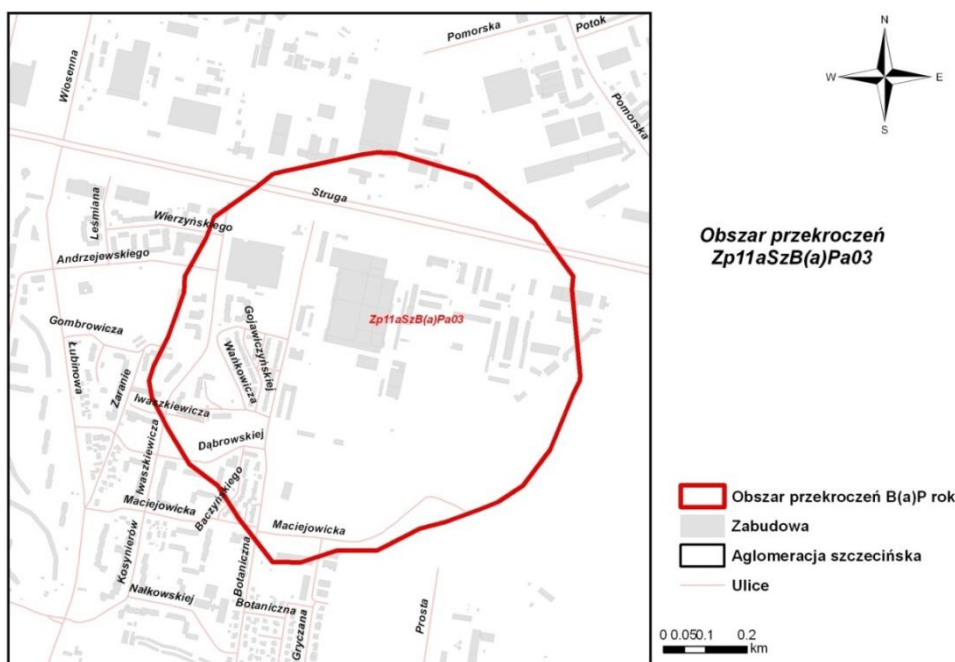 Pomorska
Potok
Pomorska
Wiosenna
Struga
Leśmiana
Wierzyńskiego
Andrzejewskiego
Gombrowicza
Łubinowa
Zaranie
Gojawiczyńskiej
Wańkowicza
Zp11aSzB(a)Pa03
Iwaszkiewicza
Iwaszkiewicza
Dąbrowskiej
Baczyńskiego
Maciejowicka
Maciejowicka
Kosynierów
Botaniczna
Nałkowskiej
Botaniczna
Gryczana
Prosta
N
W
E
S
Obszar przekroczeń
Zp11aSzB(a)Pa03
Obszar przekroczeń B(a)P rok
Zabudowa
Aglomeracja szczecińska
Ulice
0 0.05 0.1 0.2
km